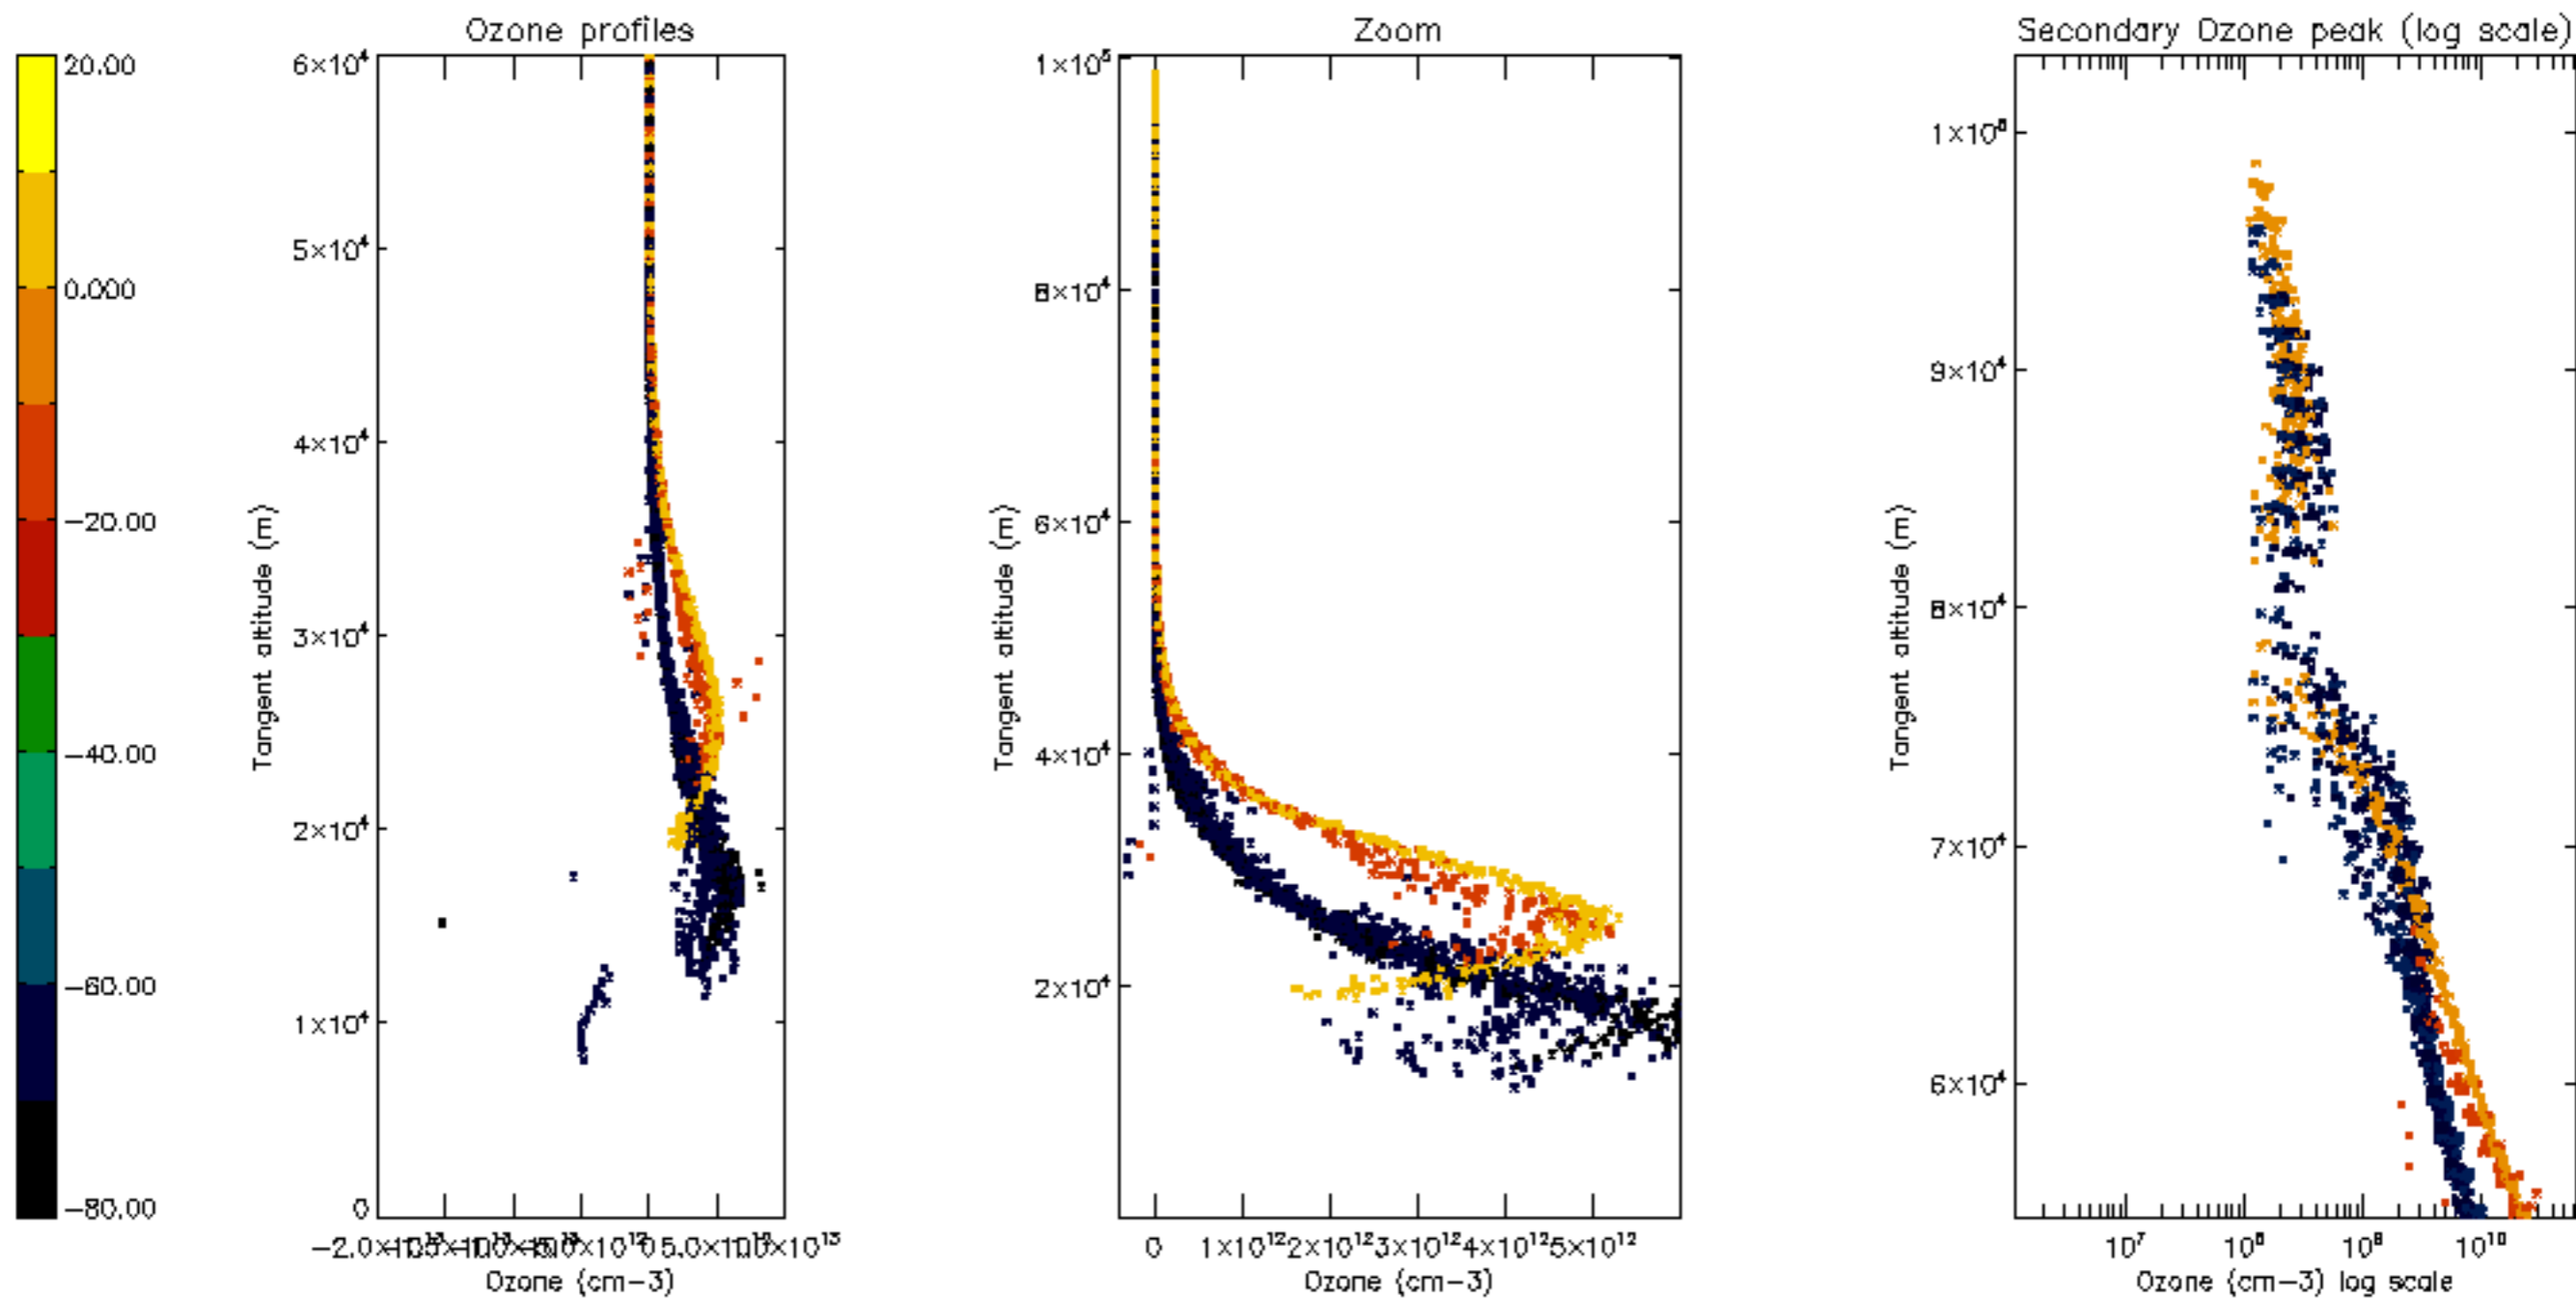 Ozone profiles
Zoom
Secondary Ozone peak (log scale)
20.00
0.000
−20.00
−40.00
−60.00
−80.00
6×10⁴
5×10⁴
4×10⁴
3×10⁴
2×10⁴
1×10⁴
0
Tangent altitude (m)
Ozone (cm−3)
1×10⁵
8×10⁴
6×10⁴
4×10⁴
2×10⁴
Tangent altitude (m)
0 1×10¹² 2×10¹² 3×10¹² 4×10¹² 5×10¹²
Ozone (cm−3)
9×10⁴
8×10⁴
7×10⁴
6×10⁴
Tangent altitude (m)
10⁷ 10⁸ 10⁹ 10¹⁰
Ozone (cm−3) log scale